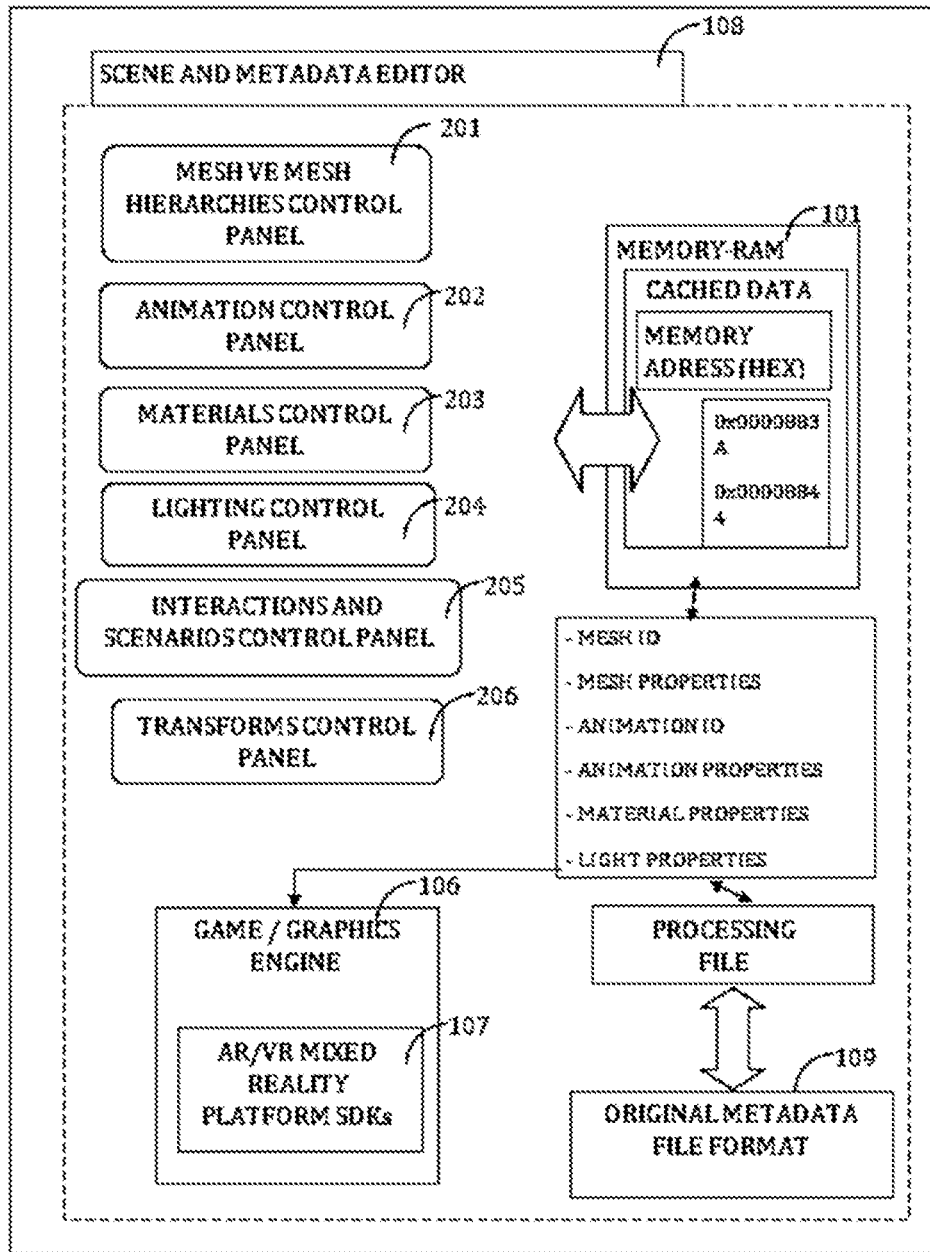 108
SCENE AND METADATA EDITOR
201
MESH VE MESH
HIERARCHIES CONTROL
PANEL
101
MEMORY-RAM
CACHED DATA
MEMORY
ADRESS (HEX)
0x0000883
A
0x0000884
4
202
ANIMATION CONTROL
PANEL
203
MATERIALS CONTROL
PANEL
204
LIGHTING CONTROL
PANEL
205
INTERACTIONS AND
SCENARIOS CONTROL PANEL
206
TRANSFORMS CONTROL
PANEL
- MESH ID
- MESH PROPERTIES
- ANIMATION ID
- ANIMATION PROPERTIES
- MATERIAL PROPERTIES
- LIGHT PROPERTIES
106
GAME / GRAPHICS
ENGINE
107
AR/VR MIXED
REALITY
PLATFORM SDKs
PROCESSING
FILE
109
ORIGINAL METADATA
FILE FORMAT